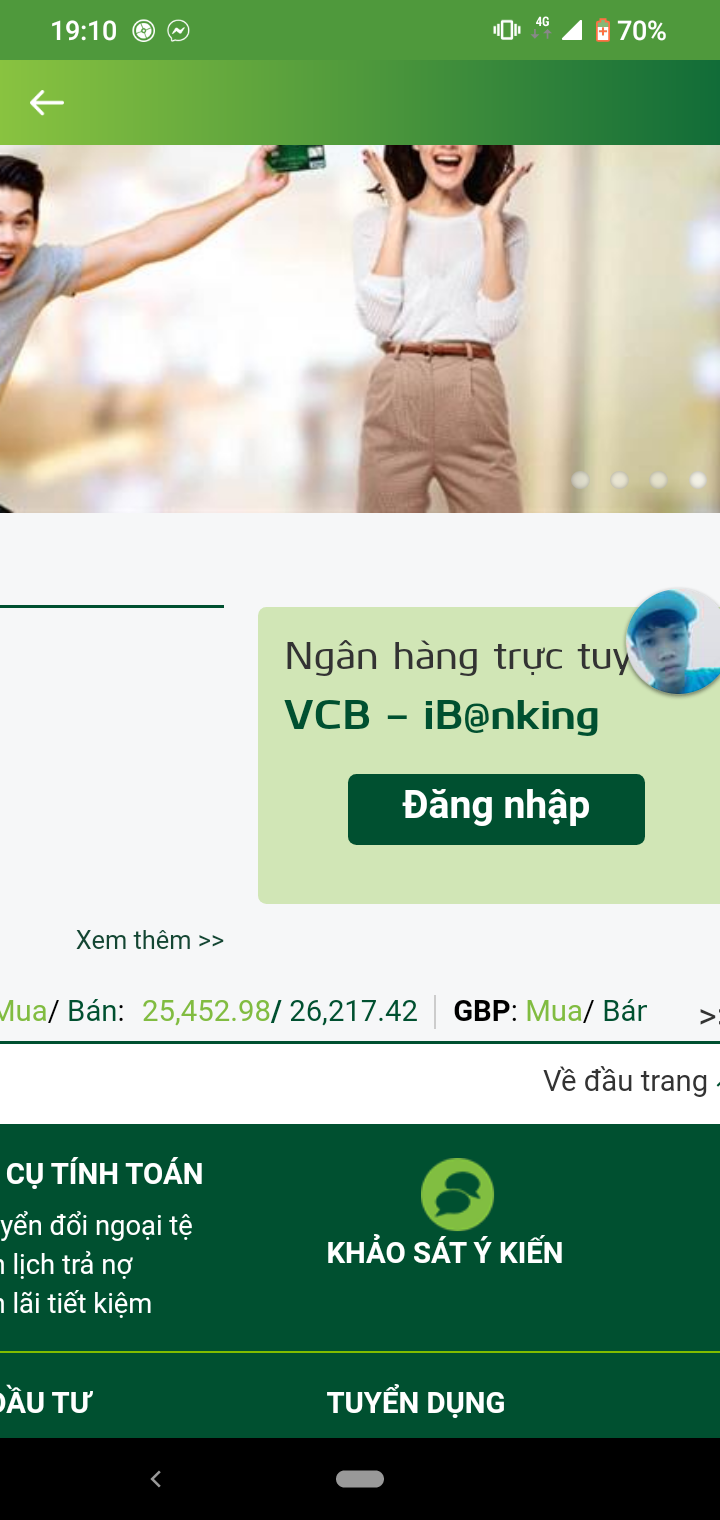 19:10
4G
70%
Ngân hàng trực tuy
VCB – iB@nking
Đăng nhập
Xem thêm >>
Mua/ Bán: 25,452.98/ 26,217.42 GBP: Mua/ Bán >>
Về đầu trang
CỤ TÍNH TOÁN
yển đổi ngoại tệ
lịch trả nợ
lãi tiết kiệm
KHẢO SÁT Ý KIẾN
ĐẦU TƯ
TUYỂN DỤNG